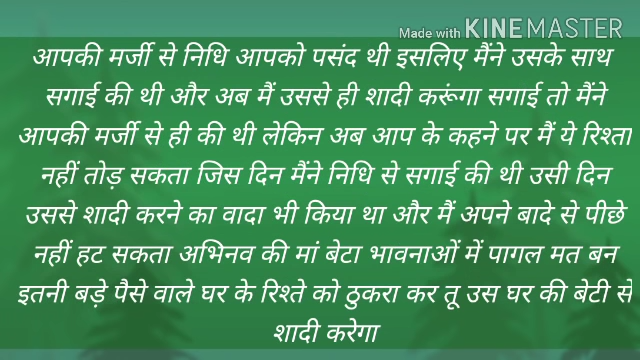 Made with KINEMASTER
आपकी मर्जी से निधि आपको पसंद थी इसलिए मैंने उसके साथ
सगाई की थी और अब मैं उससे ही शादी करूंगा सगाई तो मैंने
आपकी मर्जी से ही की थी लेकिन अब आप के कहने पर मैं ये रिश्ता
नहीं तोड़ सकता जिस दिन मैंने निधि से सगाई की थी उसी दिन
उससे शादी करने का वादा भी किया था और मैं अपने बादे से पीछे
नहीं हट सकता अभिनव की मां बेटा भावनाओं में पागल मत बन
इतनी बड़े पैसे वाले घर के रिश्ते को ठुकरा कर तू उस घर की बेटी से
शादी करेगा